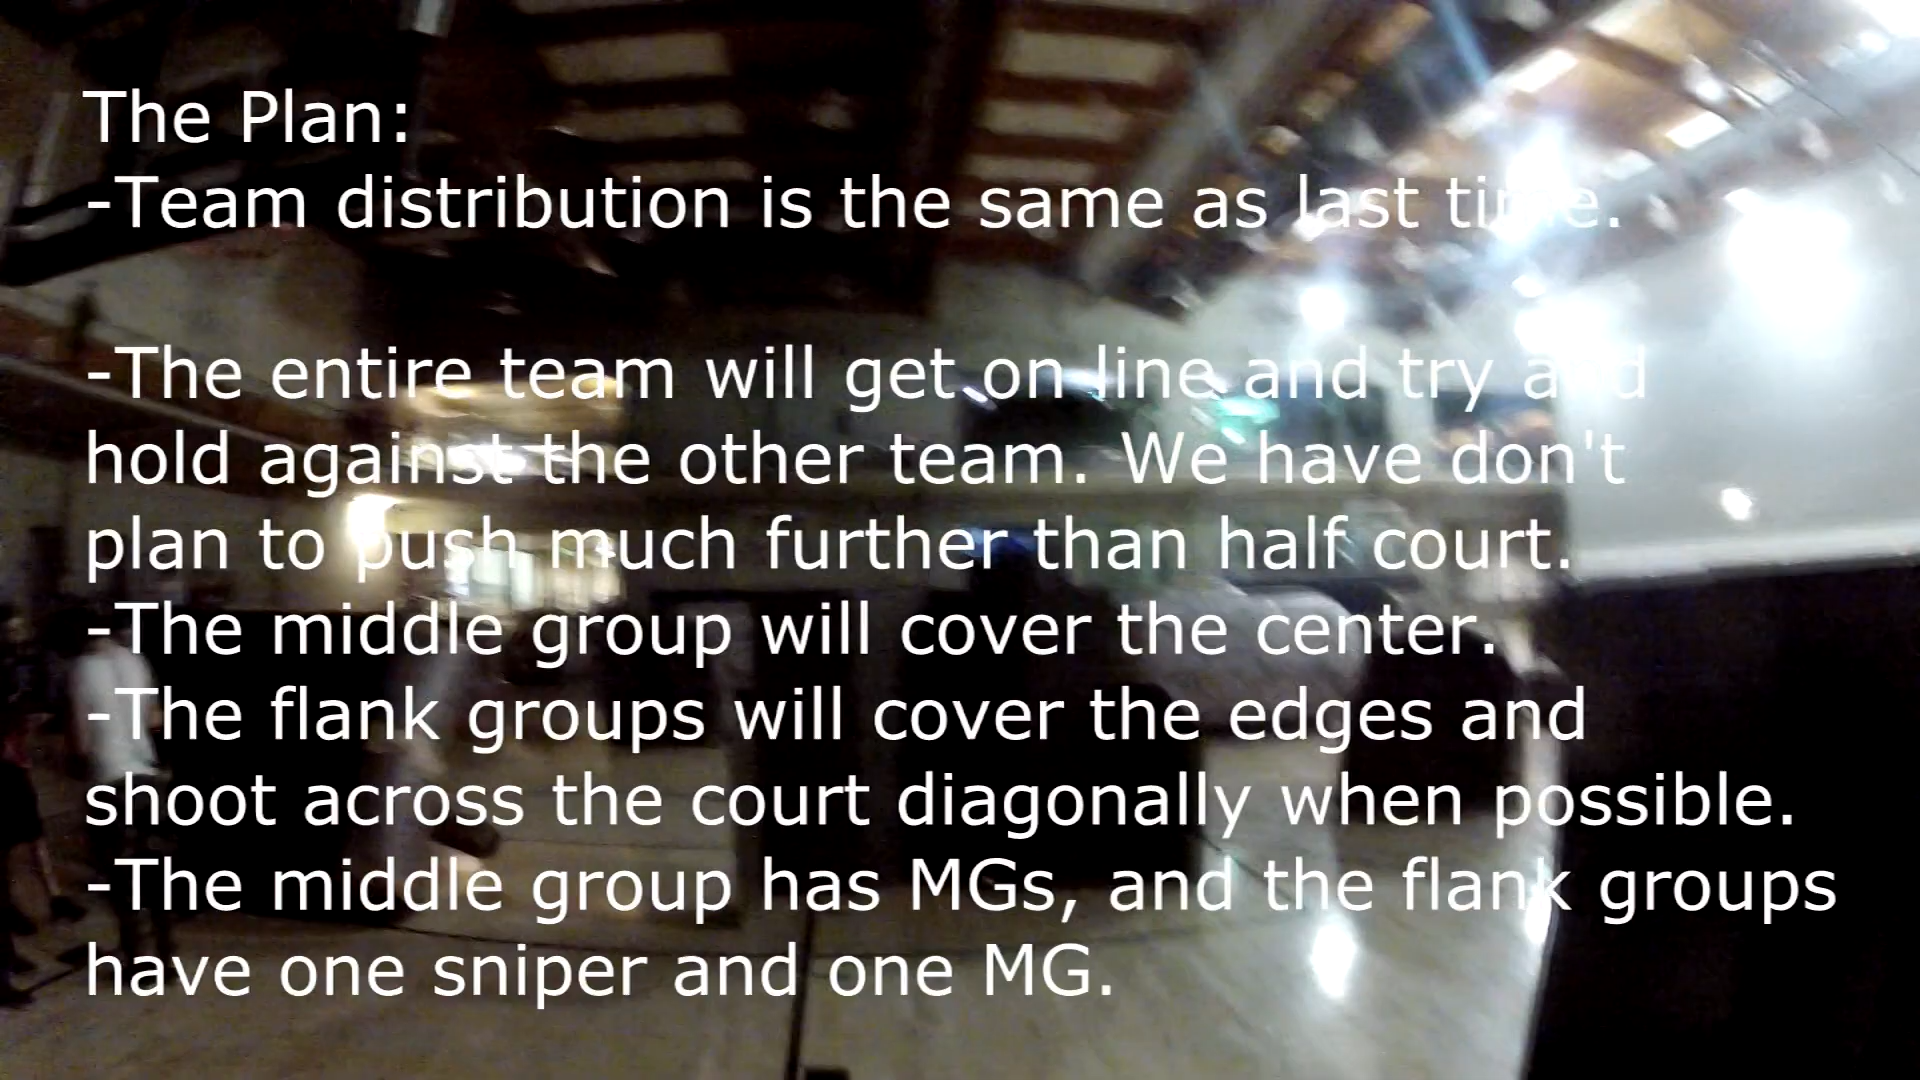 The Plan:
-Team distribution is the same as last time.
-The entire team will get on line and try and
hold against the other team. We have don't
plan to push much further than half court.
-The middle group will cover the center.
-The flank groups will cover the edges and
shoot across the court diagonally when possible.
-The middle group has MGs, and the flank groups
have one sniper and one MG.